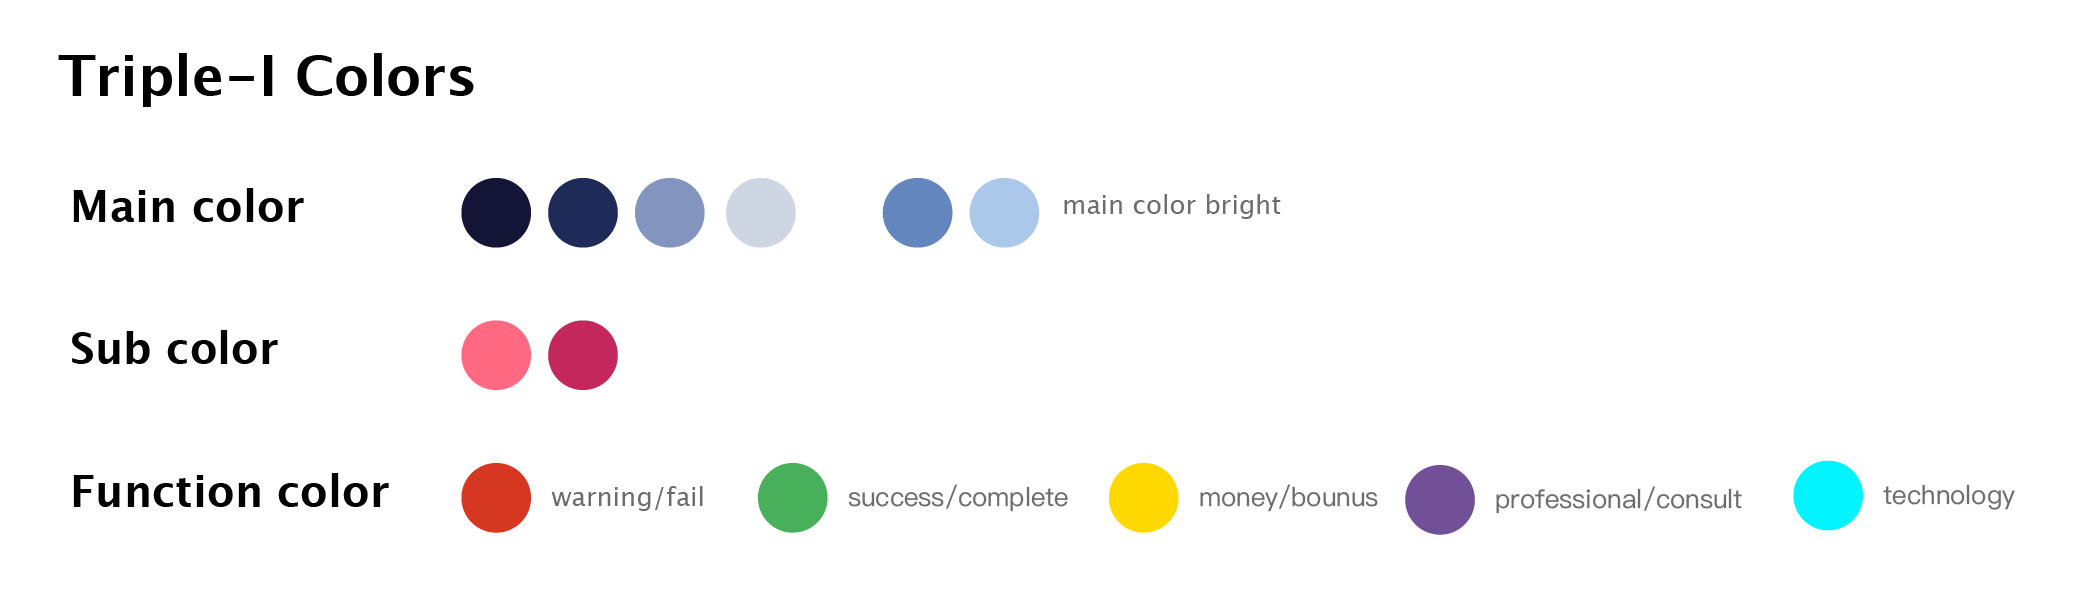 Triple-I Colors
Main color
main color bright
Sub color
Function color
warning/fail
success/complete
money/bounus
professional/consult
technology